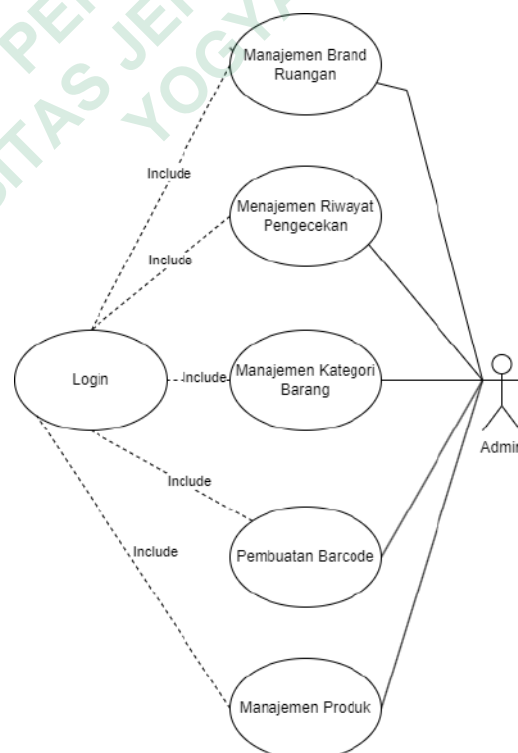 Manajemen Brand
Ruangan
Include
Menajemen Riwayat
Pengecekan
Include
Login
Include
Manajemen Kategori
Barang
Admin
Include
Pembuatan Barcode
Include
Manajemen Produk